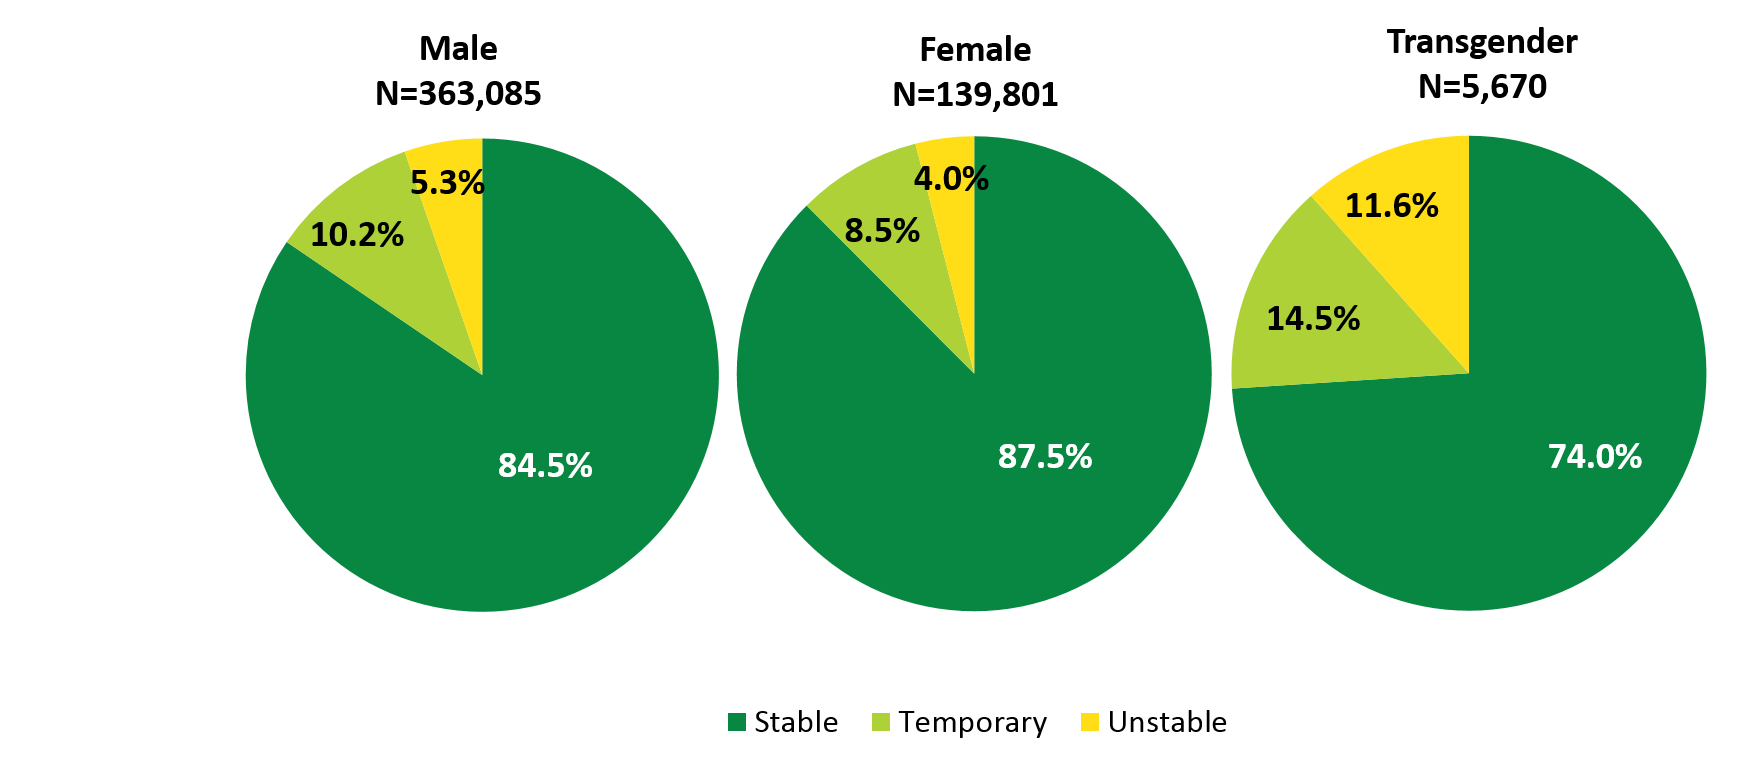 Male
N=363,085
5.3%
10.2%
84.5%
Female
N=139,801
4.0%
8.5%
87.5%
Transgender
N=5,670
11.6%
14.5%
74.0%
Stable Temporary Unstable